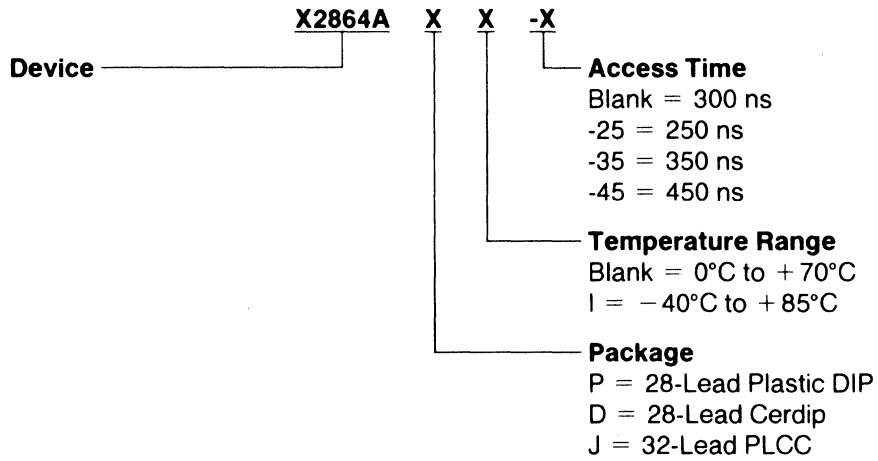 X2864A X X -X
Device
Access Time
Blank = 300 ns
-25 = 250 ns
-35 = 350 ns
-45 = 450 ns
Temperature Range
Blank = 0°C to +70°C
I = −40°C to +85°C
Package
P = 28-Lead Plastic DIP
D = 28-Lead Cerdip
J = 32-Lead PLCC